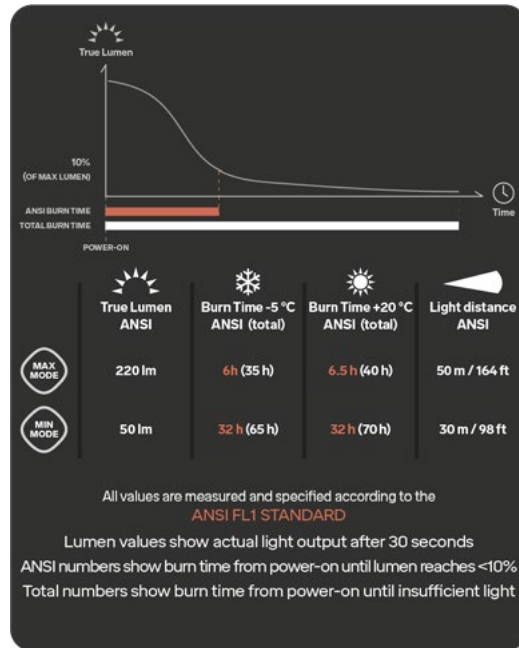 True Lumen
10%
(OF MAX LUMEN)
Time
ANSI BURN TIME
TOTAL BURN TIME
POWER-ON
True Lumen
ANSI
Burn Time -5 °C
ANSI (total)
Burn Time +20 °C
ANSI (total)
Light distance
ANSI
MAX
MODE
220 lm
6h (35 h)
6.5 h (40 h)
50 m / 164 ft
MIN
MODE
50 lm
32 h (65 h)
32 h (70 h)
30 m / 98 ft
All values are measured and specified according to the
ANSI FL1 STANDARD
Lumen values show actual light output after 30 seconds
ANSI numbers show burn time from power-on until lumen reaches <10%
Total numbers show burn time from power-on until insufficient light